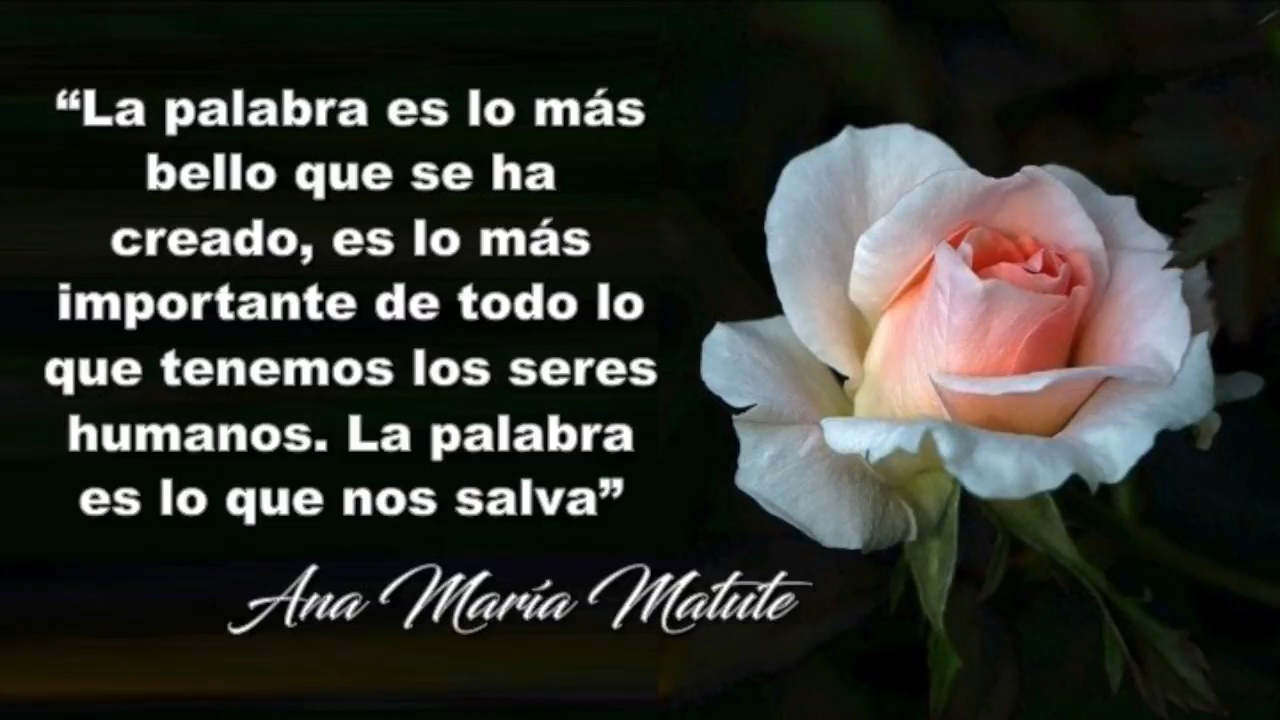 “La palabra es lo más
bello que se ha
creado, es lo más
importante de todo lo
que tenemos los seres
humanos. La palabra
es lo que nos salva”
Ana María Matute